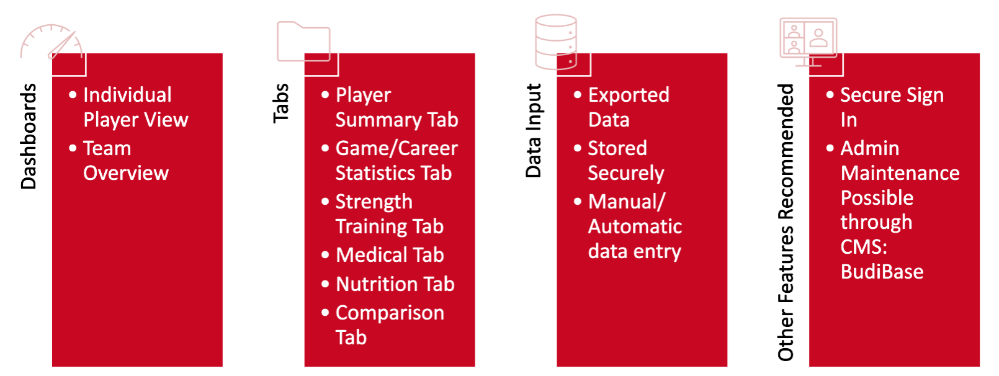 Dashboards
• Individual
Player View
• Team
Overview
Tabs
• Player
Summary Tab
• Game/Career
Statistics Tab
• Strength
Training Tab
• Medical Tab
• Nutrition Tab
• Comparison
Tab
Data Input
• Exported
Data
• Stored
Securely
• Manual/
Automatic
data entry
Other Features Recommended
• Secure Sign
In
• Admin
Maintenance
Possible
through
CMS:
BudiBase